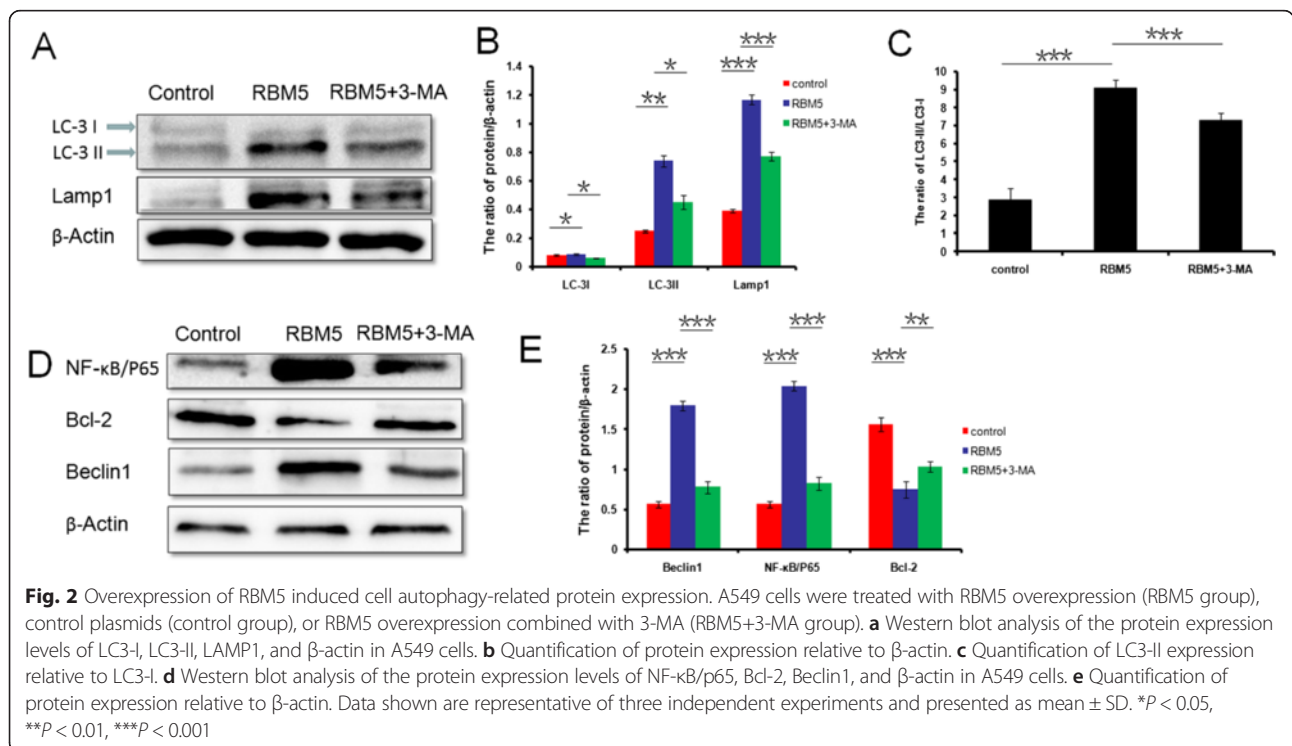 A
Control RBM5 RBM5+3-MA
LC-3 I
LC-3 II
Lamp1
β-Actin
B
The ratio of protein/β-actin
1.4
1.2
1
0.8
0.6
0.4
0.2
0
* *
** *
*** ***
LC-3I LC-3II Lamp1
control
RBM5
RBM5+3-MA
C
The ratio of LC3-II/LC3-I
10
9
8
7
6
5
4
3
2
1
0
*** ***
control RBM5 RBM5+3-MA
D
Control RBM5 RBM5+3-MA
NF-κB/P65
Bcl-2
Beclin1
β-Actin
E
The ratio of protein/β-actin
2.5
2
1.5
1
0.5
0
*** ***
*** ***
*** **
Beclin1 NF-κB/P65 Bcl-2
control
RBM5
RBM5+3-MA
Fig. 2 Overexpression of RBM5 induced cell autophagy-related protein expression. A549 cells were treated with RBM5 overexpression (RBM5 group),
control plasmids (control group), or RBM5 overexpression combined with 3-MA (RBM5+3-MA group). a Western blot analysis of the protein expression
levels of LC3-I, LC3-II, LAMP1, and β-actin in A549 cells. b Quantification of protein expression relative to β-actin. c Quantification of LC3-II expression
relative to LC3-I. d Western blot analysis of the protein expression levels of NF-κB/p65, Bcl-2, Beclin1, and β-actin in A549 cells. e Quantification of
protein expression relative to β-actin. Data shown are representative of three independent experiments and presented as mean ± SD. *P < 0.05,
**P < 0.01, ***P < 0.001